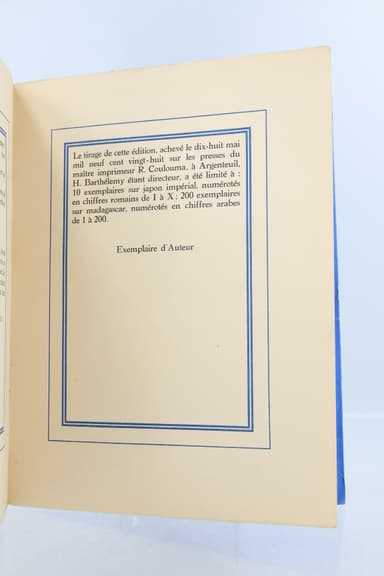 Le tirage de cette édition, achevé le dix-huit mai
mil neuf cent vingt-huit sur les presses du
maître imprimeur R. Coulouma, à Argenteuil,
H. Barthélemy étant directeur, a été limité à :
10 exemplaires sur japon impérial, numérotés
en chiffres romains de I à X ; 200 exemplaires
sur madagascar, numérotés en chiffres arabes
de 1 à 200.
Exemplaire d'Auteur